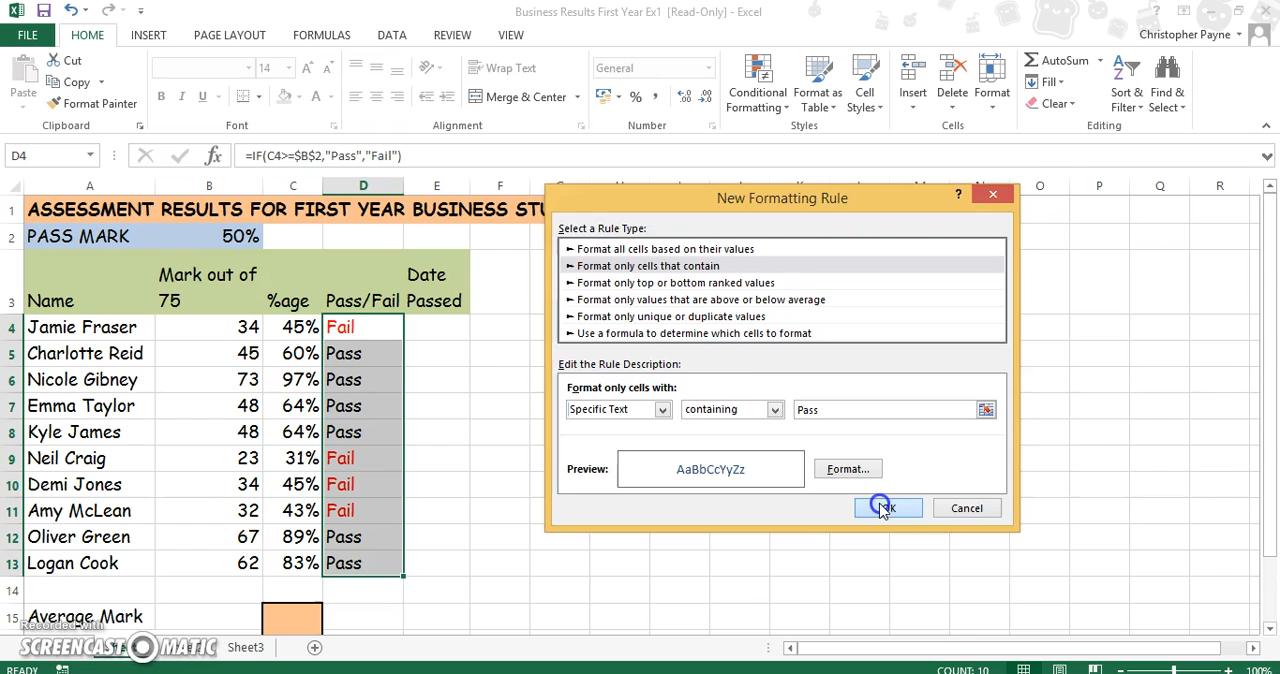 Business Results First Year Ex1 [Read-Only] - Excel
?
FILE HOME INSERT PAGE LAYOUT FORMULAS DATA REVIEW VIEW Christopher Payne
Paste
Cut
Copy
Format Painter
Clipboard
14 A A
B I U A
Font
Wrap Text
Merge & Center
Alignment
General
% , .00
Number
Conditional Formatting
Format as Table
Cell Styles
Styles
Insert Delete Format
Cells
AutoSum
Fill
Clear
Sort & Filter
Find & Select
Editing
D4 fx =IF(C4>=$B$2,"Pass","Fail")
A B C D E F O P Q R
1 ASSESSMENT RESULTS FOR FIRST YEAR BUSINESS STU
2 PASS MARK 50%
3 Name Mark out of 75 %age Pass/Fail Date Passed
4 Jamie Fraser 34 45% Fail
5 Charlotte Reid 45 60% Pass
6 Nicole Gibney 73 97% Pass
7 Emma Taylor 48 64% Pass
8 Kyle James 48 64% Pass
9 Neil Craig 23 31% Fail
10 Demi Jones 34 45% Fail
11 Amy McLean 32 43% Fail
12 Oliver Green 67 89% Pass
13 Logan Cook 62 83% Pass
14
15 Average Mark
New Formatting Rule ?
Select a Rule Type:
► Format all cells based on their values
► Format only cells that contain
► Format only top or bottom ranked values
► Format only values that are above or below average
► Format only unique or duplicate values
► Use a formula to determine which cells to format
Edit the Rule Description:
Format only cells with:
Specific Text containing Pass
Preview: AaBbCcYyZz Format...
Cancel
Recorded with
SCREENCAST MATIC
Sheet3
READY COUNT: 10 100%